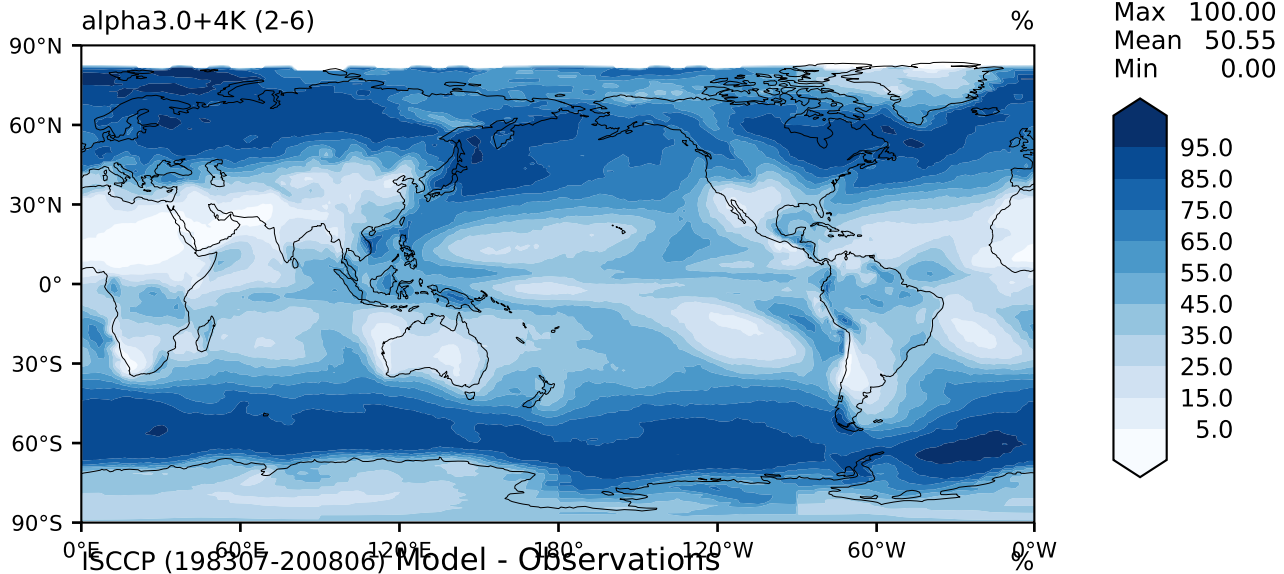 alpha3.0+4K (2-6) %
Max 100.00
Mean 50.55
Min 0.00
90°N
60°N
30°N
0°
30°S
60°S
90°S
0°E 60°E 120°E 180° 120°W 60°W 0°W
95.0
85.0
75.0
65.0
55.0
45.0
35.0
25.0
15.0
5.0
ISCCP (198307-200806) Model - Observations %